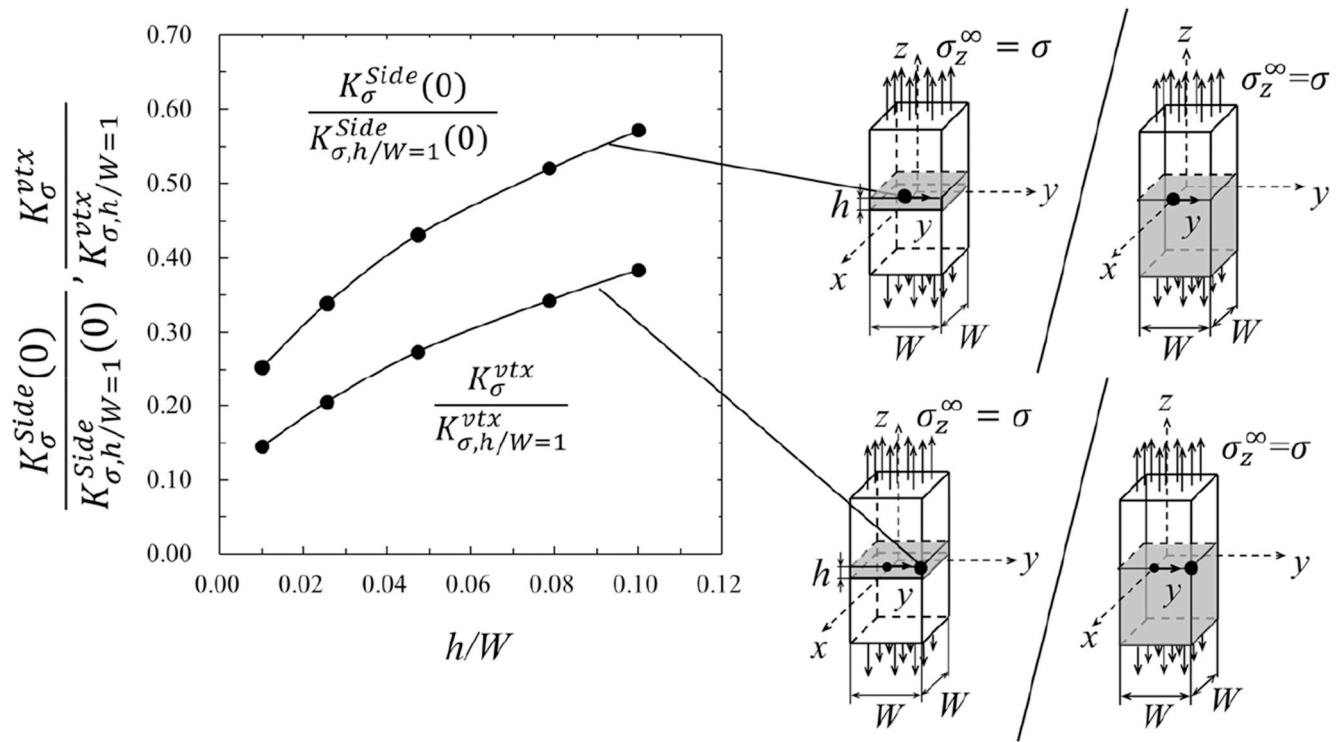 0.70
0.60
0.50
0.40
0.30
0.20
0.10
0.00
0.00 0.02 0.04 0.06 0.08 0.10 0.12
h/W
K_σ^Side(0) / K_{σ,h/W=1}^Side(0) , K_σ^vtx / K_{σ,h/W=1}^vtx
K_σ^Side(0) / K_{σ,h/W=1}^Side(0)
K_σ^vtx / K_{σ,h/W=1}^vtx
z σ_z^∞ = σ
h y y
x
W W
z
σ_z^∞=σ
y y
x
W W
z σ_z^∞ = σ
h y y
x
W W
z
σ_z^∞=σ
y y
x
W W